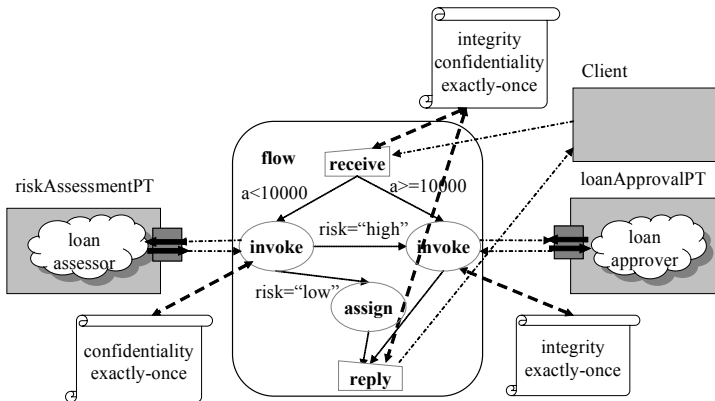 integrity
confidentiality
exactly-once
Client
flow
receive
riskAssessmentPT
a<10000
a>=10000
loanApprovalPT
loan
assessor
invoke
risk=“high”
invoke
loan
approver
risk=“low”
assign
confidentiality
exactly-once
integrity
exactly-once
reply